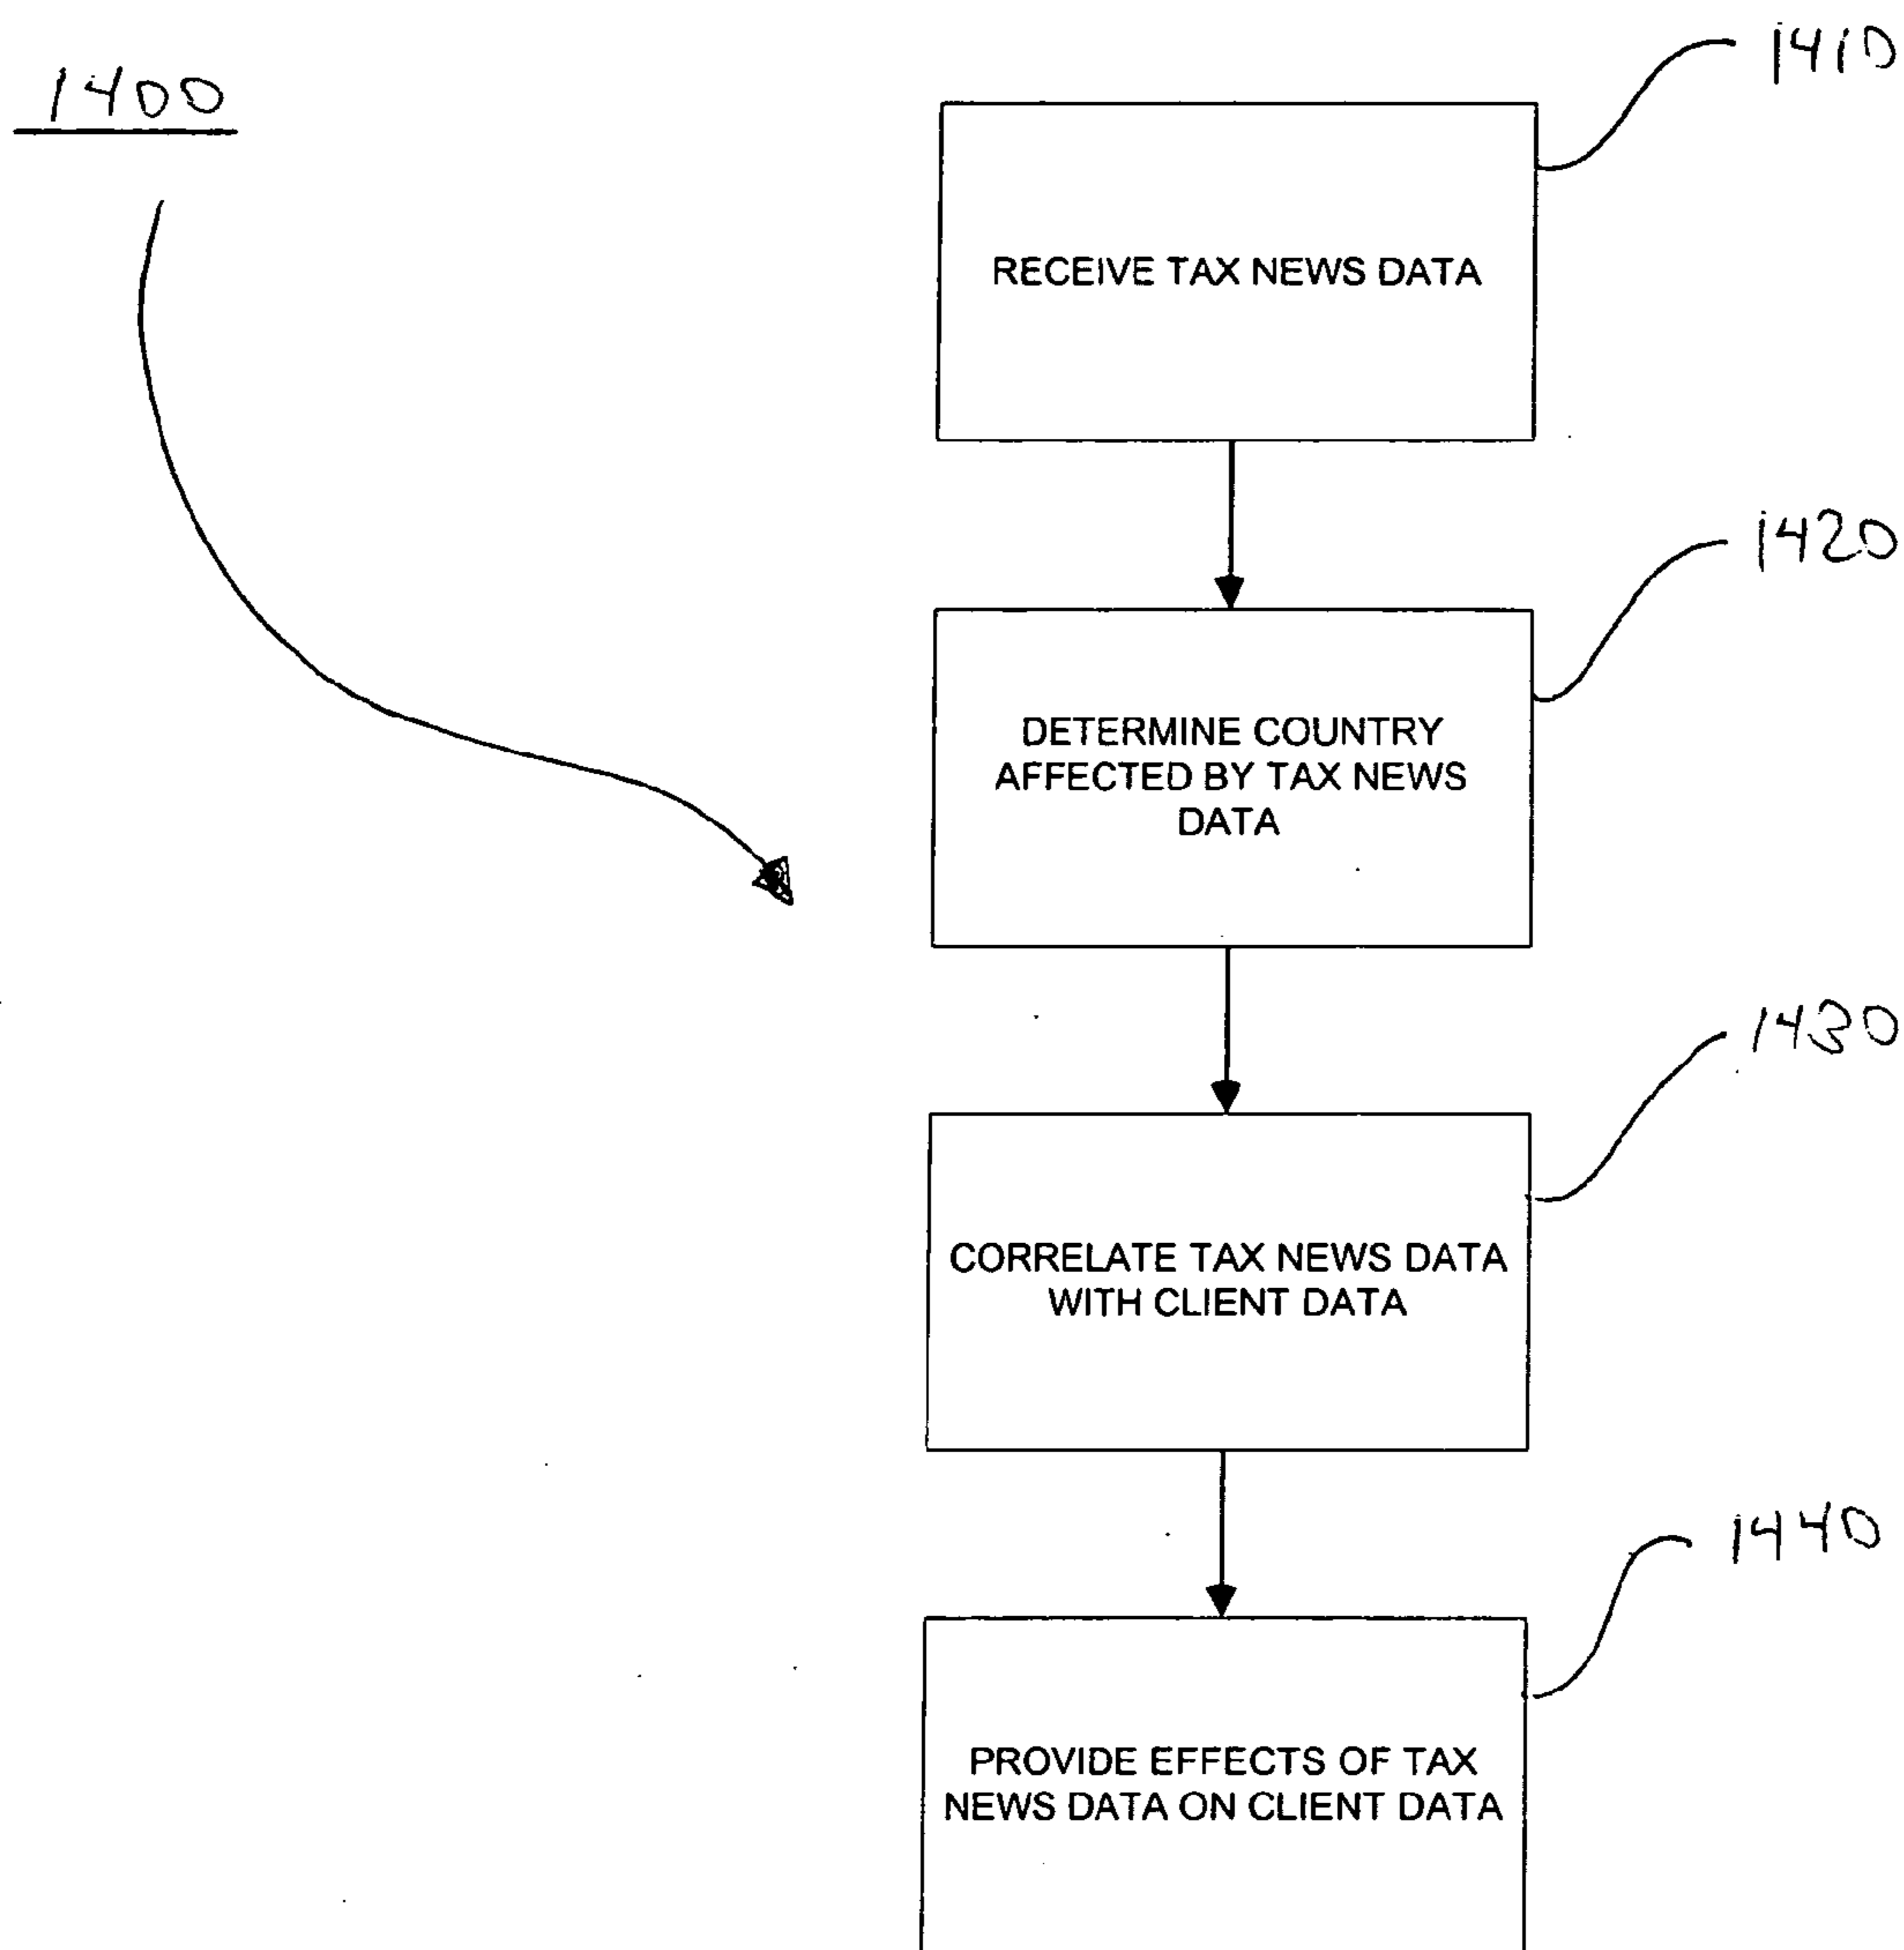 1400
1410
RECEIVE TAX NEWS DATA
1420
DETERMINE COUNTRY
AFFECTED BY TAX NEWS
DATA
1430
CORRELATE TAX NEWS DATA
WITH CLIENT DATA
1440
PROVIDE EFFECTS OF TAX
NEWS DATA ON CLIENT DATA